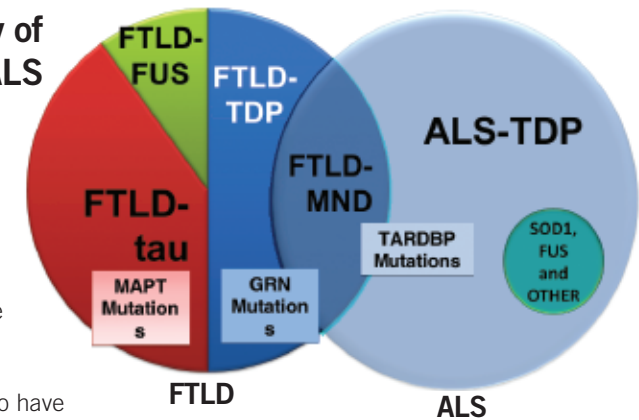 y of
ALS
FTLD-
FUS
FTLD-
TDP
FTLD-
MND
ALS-TDP
FTLD-
tau
TARDBP
Mutations
SOD1,
FUS
and
OTHER
MAPT
Mutation
s
GRN
Mutation
s
e
o have
FTLD
ALS